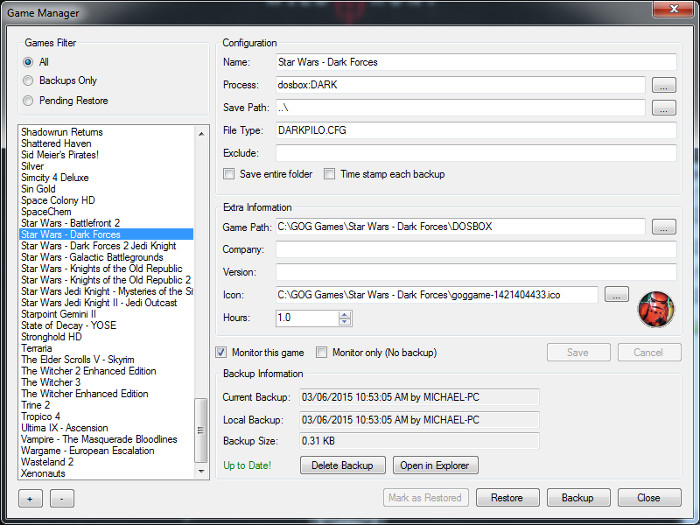 Game Manager
Games Filter
All
Backups Only
Pending Restore
Shadowrun Returns
Shattered Haven
Sid Meier's Pirates!
Silver
Simcity 4 Deluxe
Sin Gold
Space Colony HD
SpaceChem
Star Wars - Battlefront 2
Star Wars - Dark Forces
Star Wars - Dark Forces 2 Jedi Knight
Star Wars - Galactic Battlegrounds
Star Wars - Knights of the Old Republic
Star Wars - Knights of the Old Republic 2
Star Wars Jedi Knight - Mysteries of the Si
Star Wars Jedi Knight II - Jedi Outcast
Starpoint Gemini II
State of Decay - YOSE
Stronghold HD
Terraria
The Elder Scrolls V - Skyrim
The Witcher 2 Enhanced Edition
The Witcher 3
The Witcher Enhanced Edition
Trine 2
Tropico 4
Ultima IX - Ascension
Vampire - The Masquerade Bloodlines
Wargame - European Escalation
Wasteland 2
Xenonauts
+ -
Configuration
Name: Star Wars - Dark Forces
Process: dosbox:DARK ...
Save Path: ..\ ...
File Type: DARKPILO.CFG
Exclude:
Save entire folder Time stamp each backup
Extra Information
Game Path: C:\GOG Games\Star Wars - Dark Forces\DOSBOX ...
Company:
Version:
Icon: C:\GOG Games\Star Wars - Dark Forces\goggame-1421404433.ico ...
Hours: 1.0
Monitor this game Monitor only (No backup) Save Cancel
Backup Information
Current Backup: 03/06/2015 10:53:05 AM by MICHAEL-PC
Local Backup: 03/06/2015 10:53:05 AM by MICHAEL-PC
Backup Size: 0.31 KB
Up to Date! Delete Backup Open in Explorer
Mark as Restored Restore Backup Close